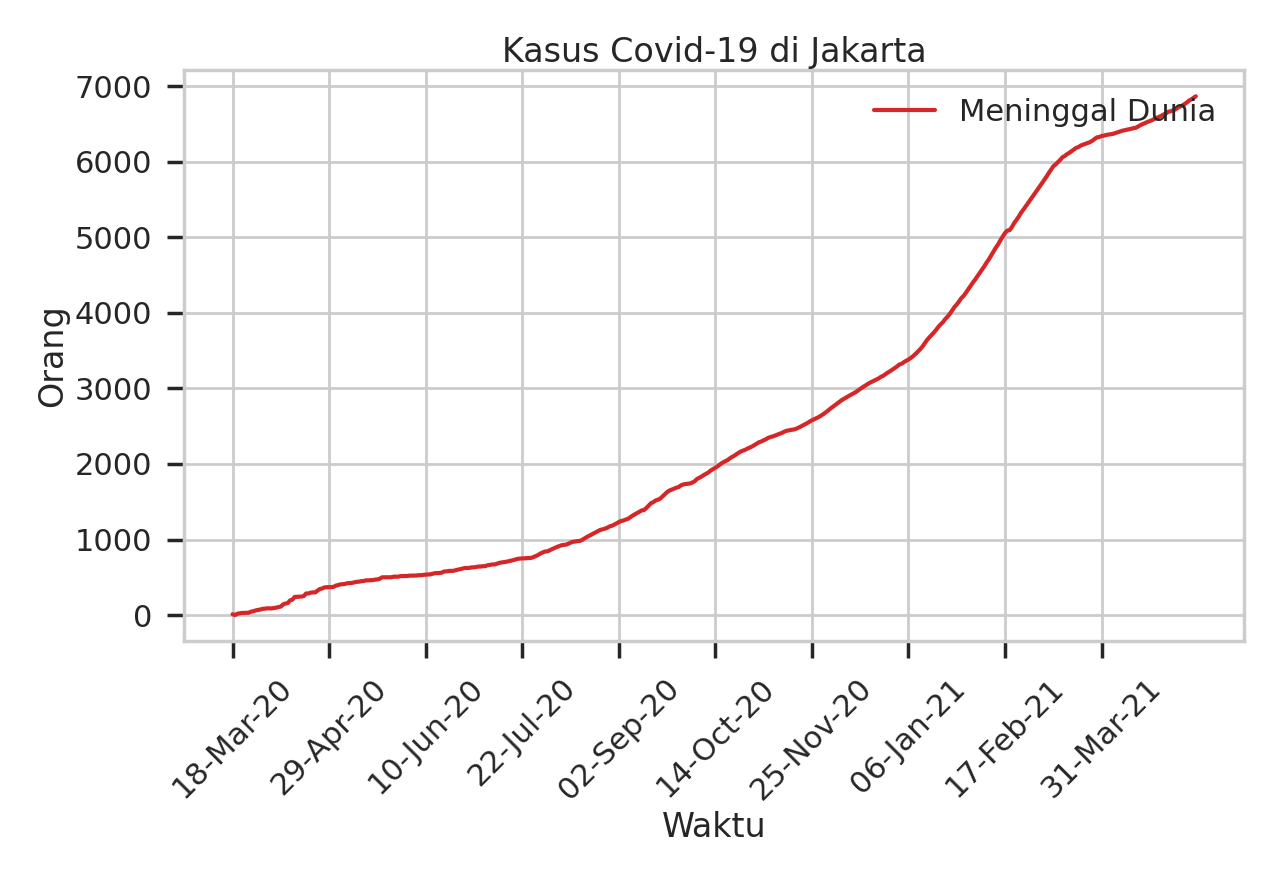 Kasus Covid-19 di Jakarta
Meninggal Dunia
Orang
7000
6000
5000
4000
3000
2000
1000
0
18-Mar-20
29-Apr-20
10-Jun-20
22-Jul-20
02-Sep-20
14-Oct-20
25-Nov-20
06-Jan-21
17-Feb-21
31-Mar-21
Waktu